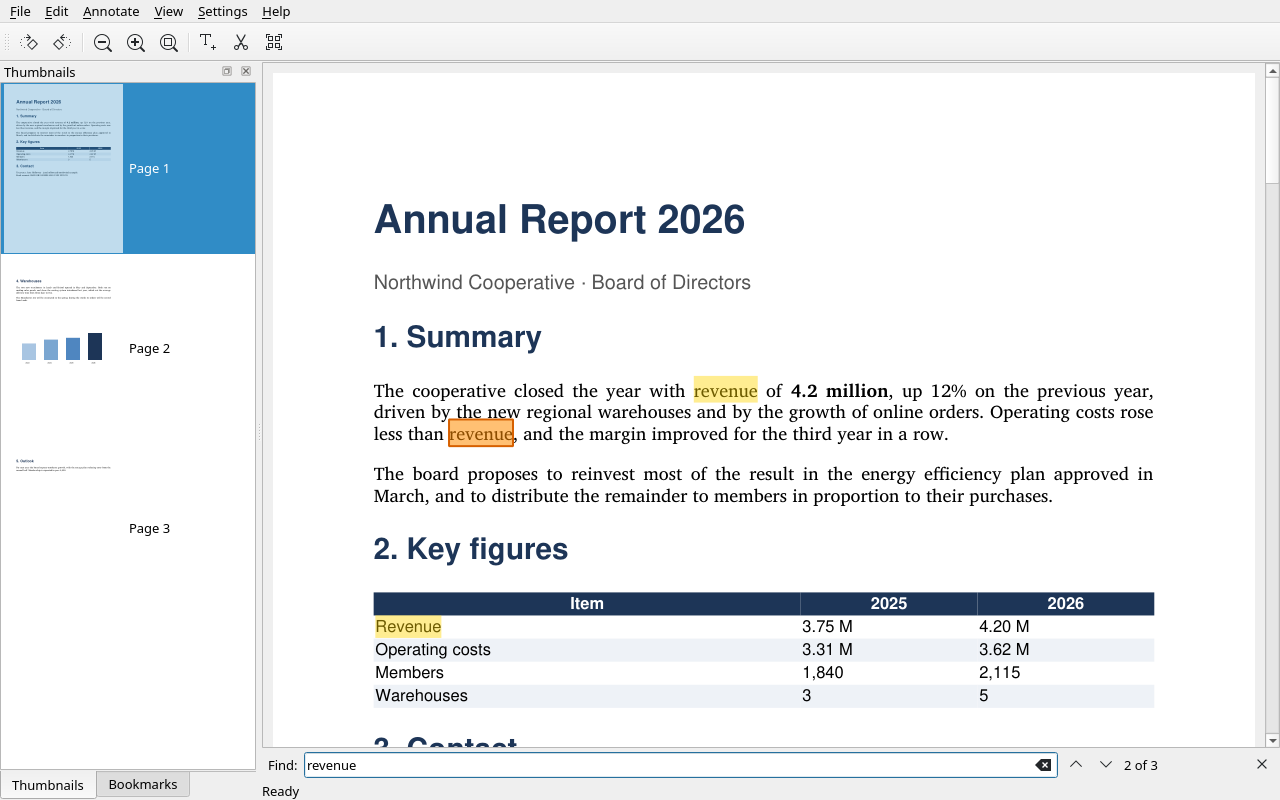 File Edit Annotate View Settings Help
Thumbnails
Page 1
Page 2
Page 3
Thumbnails Bookmarks
Annual Report 2026
Northwind Cooperative · Board of Directors
1. Summary
The cooperative closed the year with revenue of 4.2 million, up 12% on the previous year,
driven by the new regional warehouses and by the growth of online orders. Operating costs rose
less than revenue, and the margin improved for the third year in a row.
The board proposes to reinvest most of the result in the energy efficiency plan approved in
March, and to distribute the remainder to members in proportion to their purchases.
2. Key figures
Item 2025 2026
Revenue 3.75 M 4.20 M
Operating costs 3.31 M 3.62 M
Members 1,840 2,115
Warehouses 3 5
3. Contact
Find: revenue 2 of 3
Ready